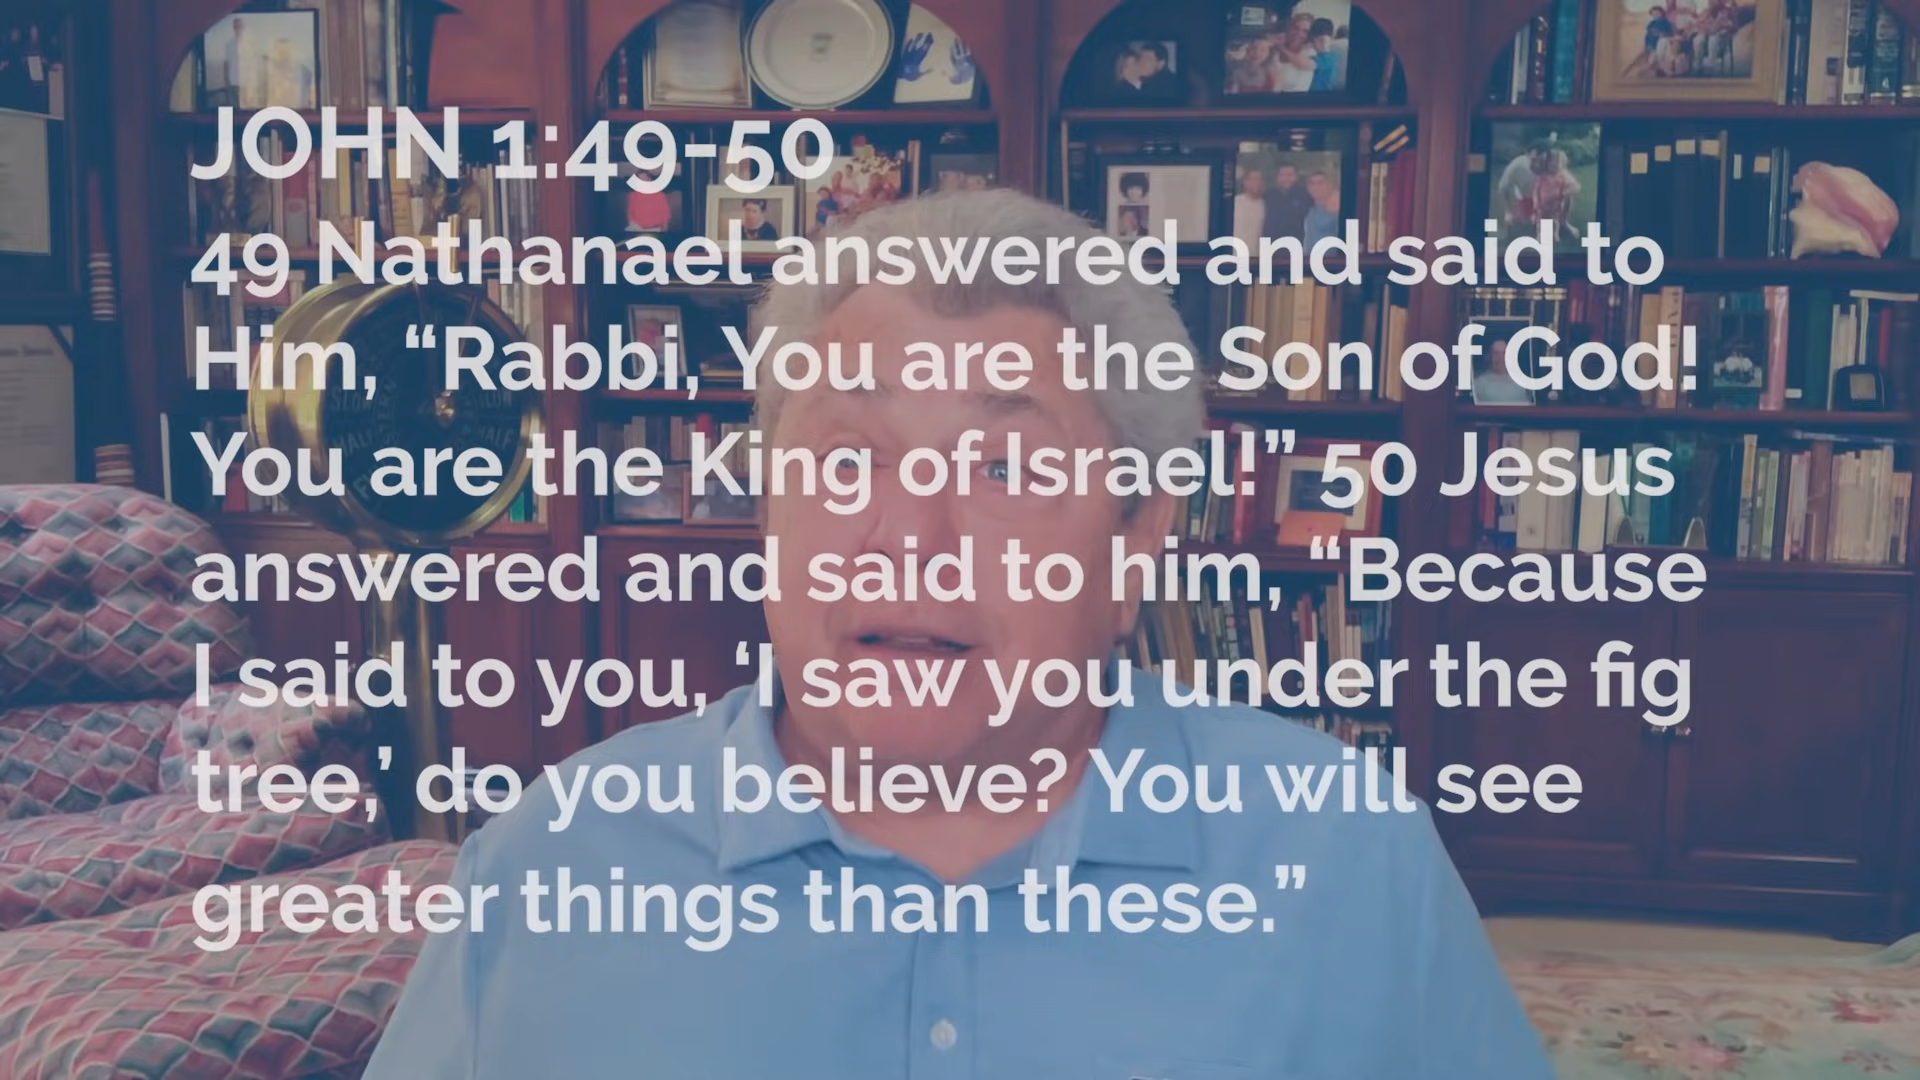 JOHN 1:49-50
49 Nathanael answered and said to
Him, “Rabbi, You are the Son of God!
You are the King of Israel!” 50 Jesus
answered and said to him, “Because
I said to you, ‘I saw you under the fig
tree,’ do you believe? You will see
greater things than these.”
HALF
HALF